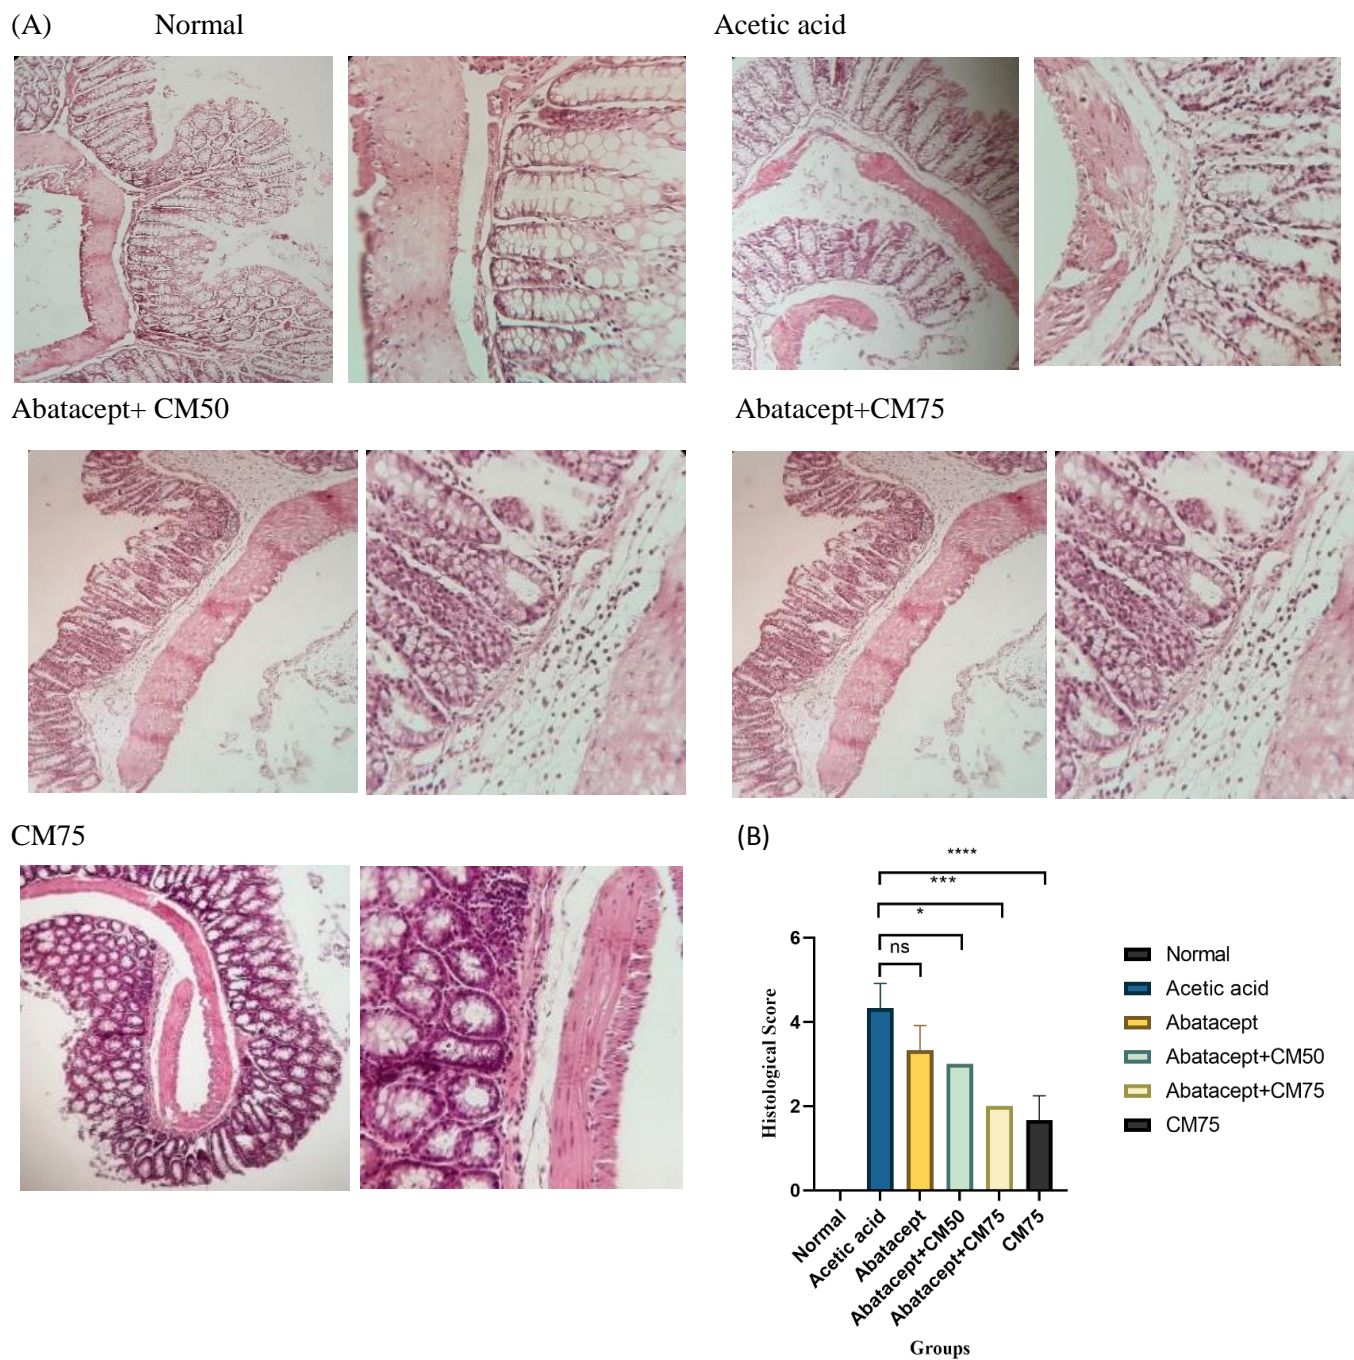 (A) Normal Acetic acid
Abatacept+ CM50 Abatacept+CM75
CM75
(B)
****
***
*
ns
6
4
2
0
Histological Score
Normal
Acetic acid
Abatacept
Abatacept+CM50
Abatacept+CM75
CM75
Groups
Normal
Acetic acid
Abatacept
Abatacept+CM50
Abatacept+CM75
CM75